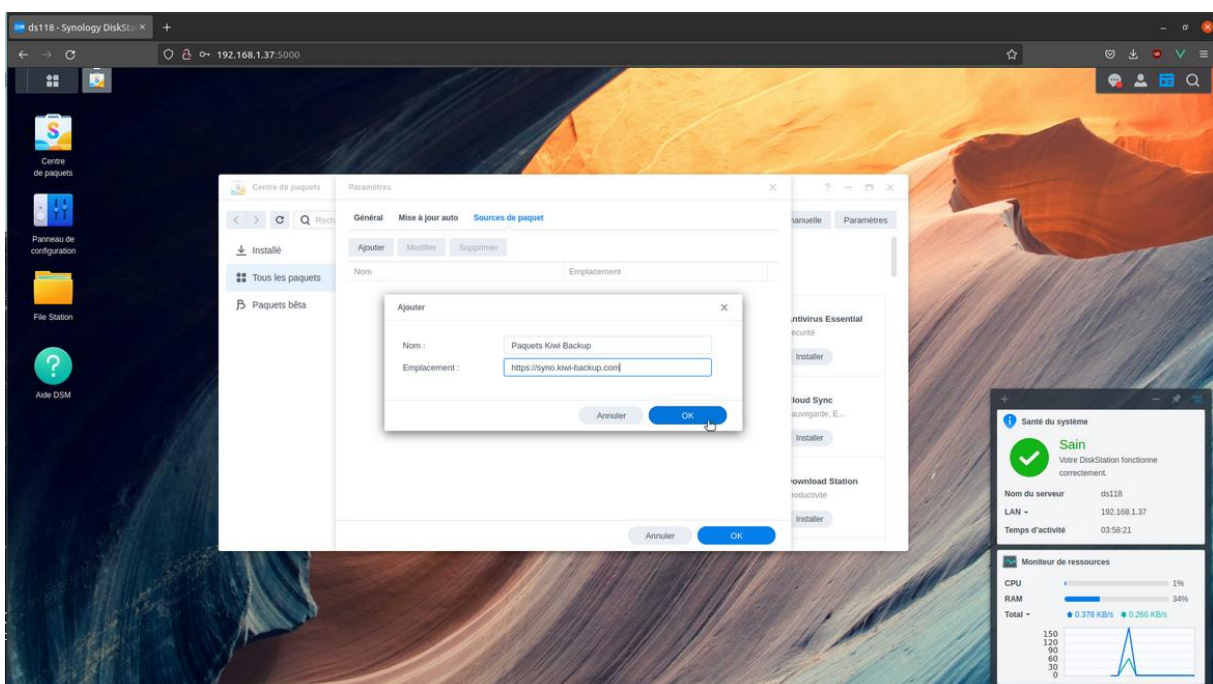 ds118 - Synology DiskSta
192.168.1.37:5000
Centre
de paquets
Panneau de
configuration
File Station
Aide DSM
Centre de paquets
Rech
Installé
Tous les paquets
Paquets bêta
Paramètres
Général Mise à jour auto Sources de paquet
Ajouter Modifier Supprimer
Nom Emplacement
Ajouter
Nom : Paquets Kiwi Backup
Emplacement : https://syno.kiwi-backup.com
Annuler OK
Annuler OK
anuelle Paramètres
ntivirus Essential
écurité
Installer
loud Sync
auvegarde, E...
Installer
ownload Station
roductivité
Installer
Santé du système
Sain
Votre DiskStation fonctionne
correctement.
Nom du serveur ds118
LAN 192.168.1.37
Temps d'activité 03:58:21
Moniteur de ressources
CPU 1%
RAM 34%
Total 0.378 KB/s 0.266 KB/s
150
120
90
60
30
0